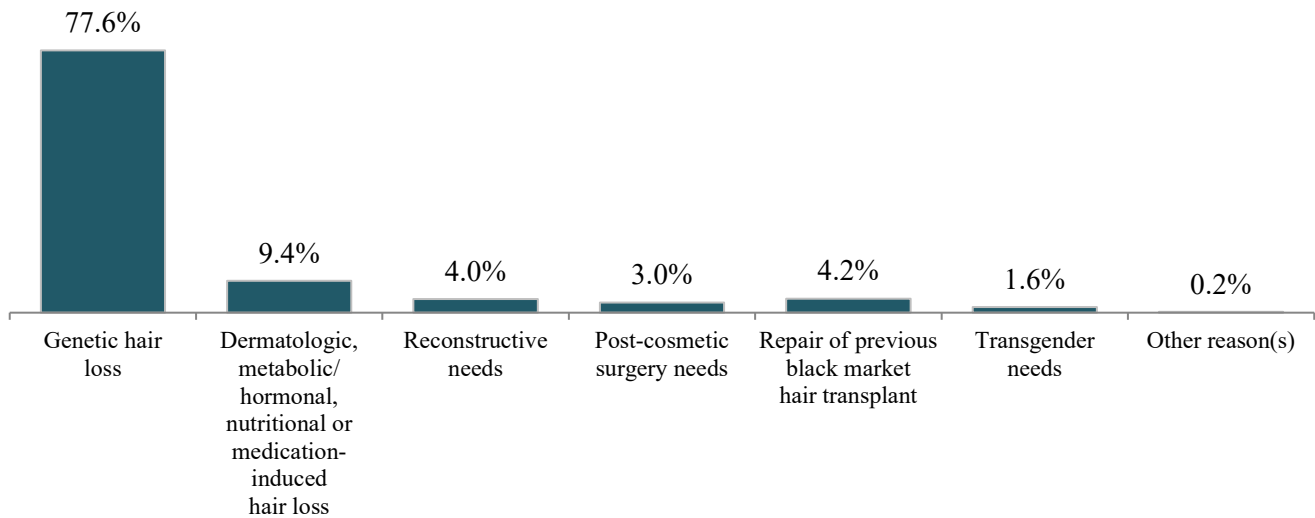 77.6%
9.4%
4.0%
3.0%
4.2%
1.6%
0.2%
Genetic hair
loss
Dermatologic,
metabolic/
hormonal,
nutritional or
medication-
induced
hair loss
Reconstructive
needs
Post-cosmetic
surgery needs
Repair of previous
black market
hair transplant
Transgender
needs
Other reason(s)